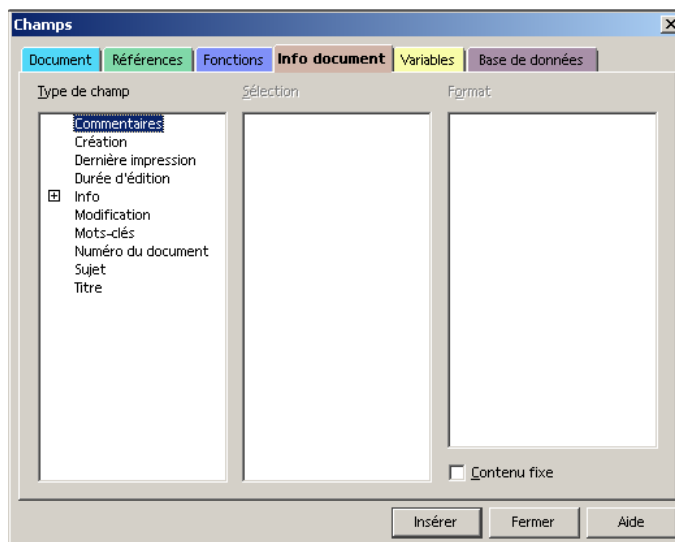 Champs
Document Références Fonctions Info document Variables Base de données
Type de champ Sélection Format
Commentaires
Création
Dernière impression
Durée d'édition
Info
Modification
Mots-clés
Numéro du document
Sujet
Titre
Contenu fixe
Insérer Fermer Aide